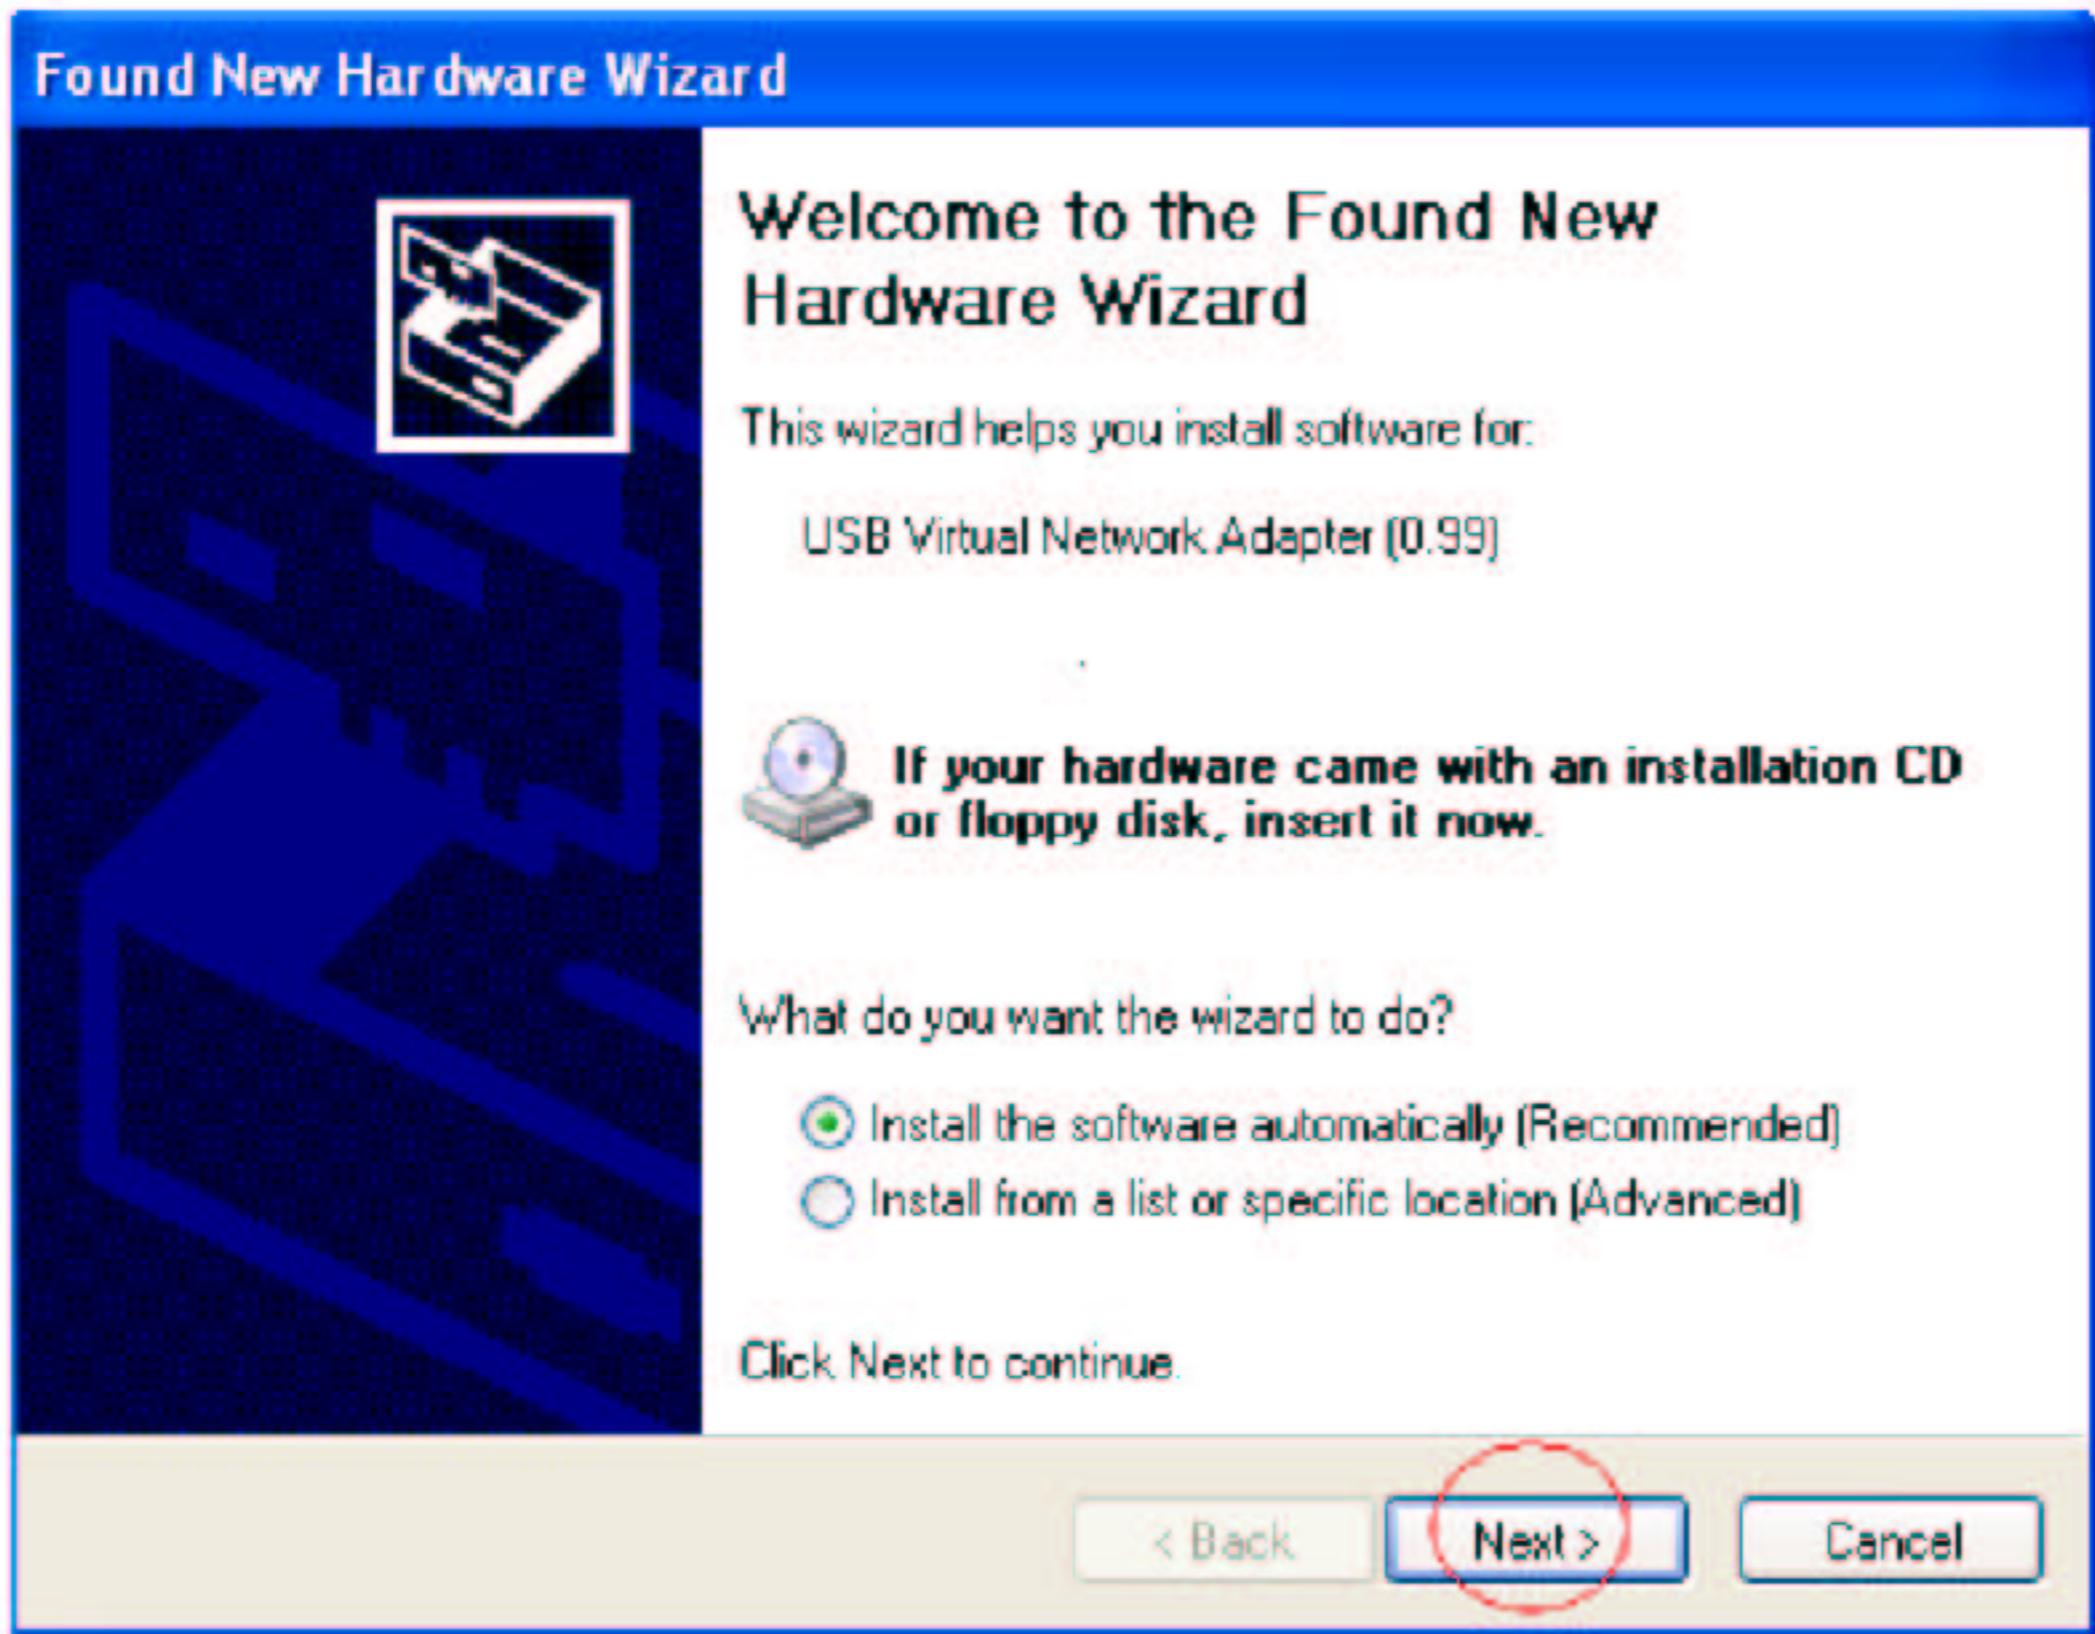 Found New Hardware Wizard
Welcome to the Found New
Hardware Wizard
This wizard helps you install software for:
USB Virtual Network Adapter (0.99)
If your hardware came with an installation CD
or floppy disk, insert it now.
What do you want the wizard to do?
Install the software automatically (Recommended)
Install from a list or specific location (Advanced)
Click Next to continue.
< Back Next > Cancel